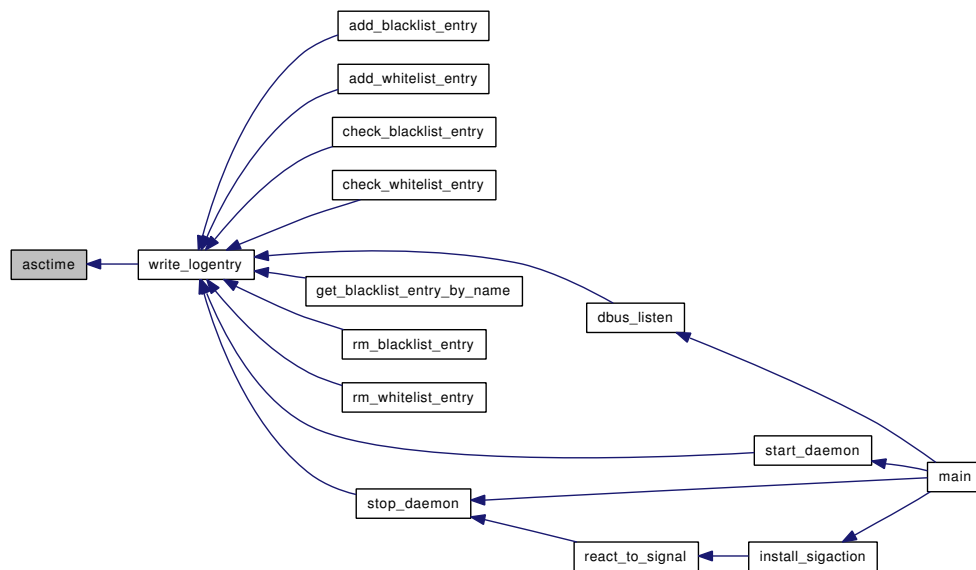 add_blacklist_entry
add_whitelist_entry
check_blacklist_entry
check_whitelist_entry
asctime
write_logentry
get_blacklist_entry_by_name
dbus_listen
rm_blacklist_entry
rm_whitelist_entry
start_daemon
main
stop_daemon
react_to_signal
install_sigaction